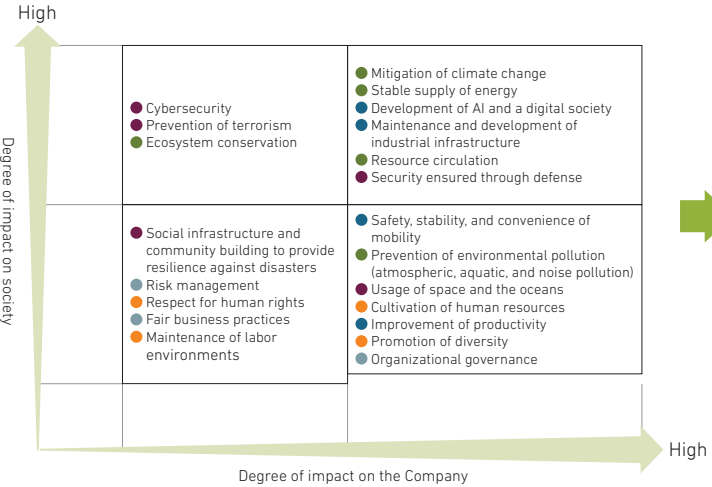 High
Degree of impact on society
Cybersecurity
Prevention of terrorism
Ecosystem conservation
Mitigation of climate change
Stable supply of energy
Development of AI and a digital society
Maintenance and development of
industrial infrastructure
Resource circulation
Security ensured through defense
Social infrastructure and
community building to provide
resilience against disasters
Risk management
Respect for human rights
Fair business practices
Maintenance of labor
environments
Safety, stability, and convenience of
mobility
Prevention of environmental pollution
(atmospheric, aquatic, and noise pollution)
Usage of space and the oceans
Cultivation of human resources
Improvement of productivity
Promotion of diversity
Organizational governance
High
Degree of impact on the Company